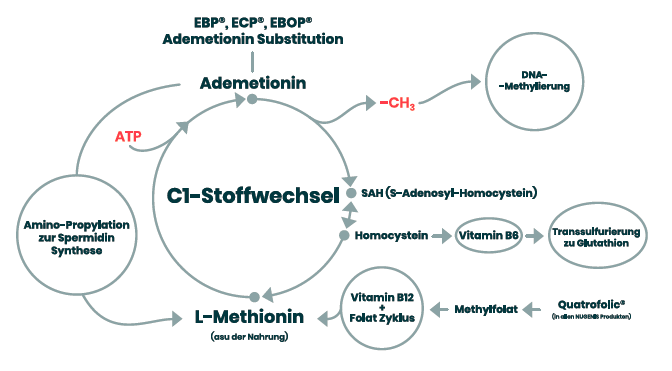 EBP®, ECP®, EBOP®
Ademetionin Substitution
Ademetionin
DNA-
-Methylierung
-CH₃
ATP
C1-Stoffwechsel
SAH (S-Adenosyl-Homocystein)
Amino-Propylation
zur Spermidin
Synthese
Homocystein
Vitamin B6
Transsulfurierung
zu Glutathion
L-Methionin
(asu der Nahrung)
Vitamin B12
+
Folat Zyklus
Methylfolat
Quatrofolic®
(in allen NUGENIS Produkten)